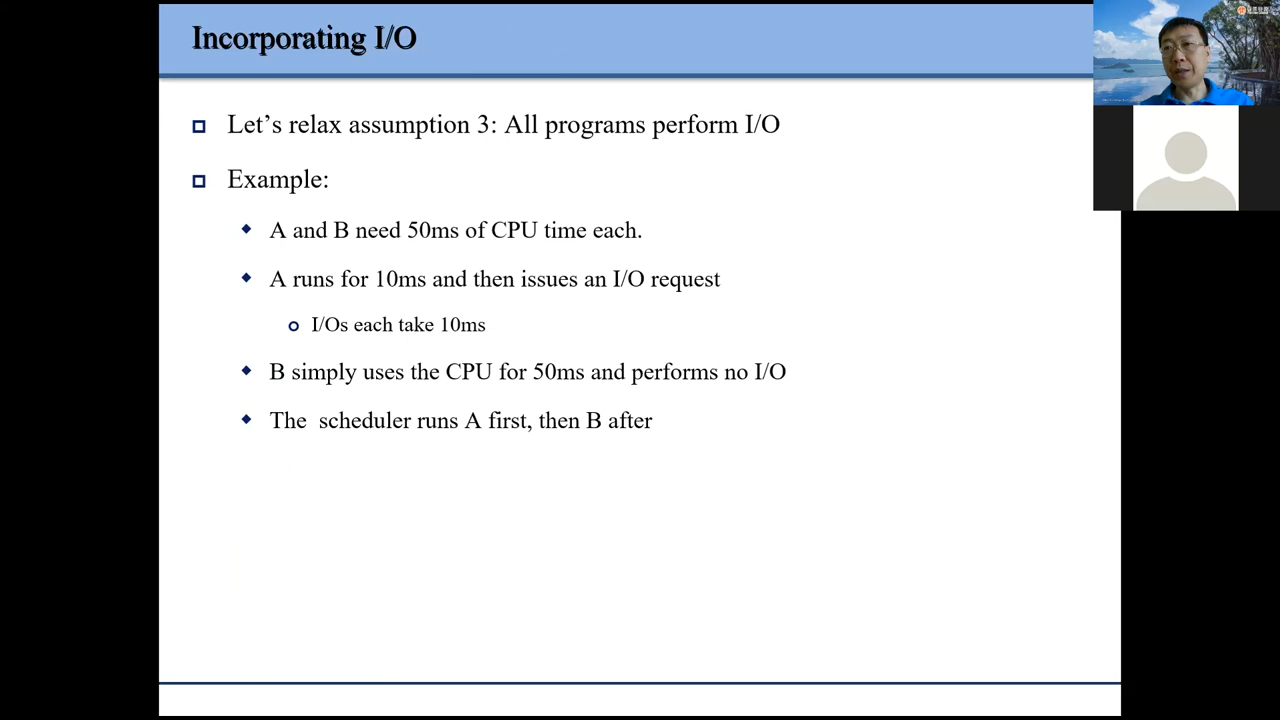 Incorporating I/O
Let’s relax assumption 3: All programs perform I/O
Example:
A and B need 50ms of CPU time each.
A runs for 10ms and then issues an I/O request
I/Os each take 10ms
B simply uses the CPU for 50ms and performs no I/O
The  scheduler runs A first, then B after